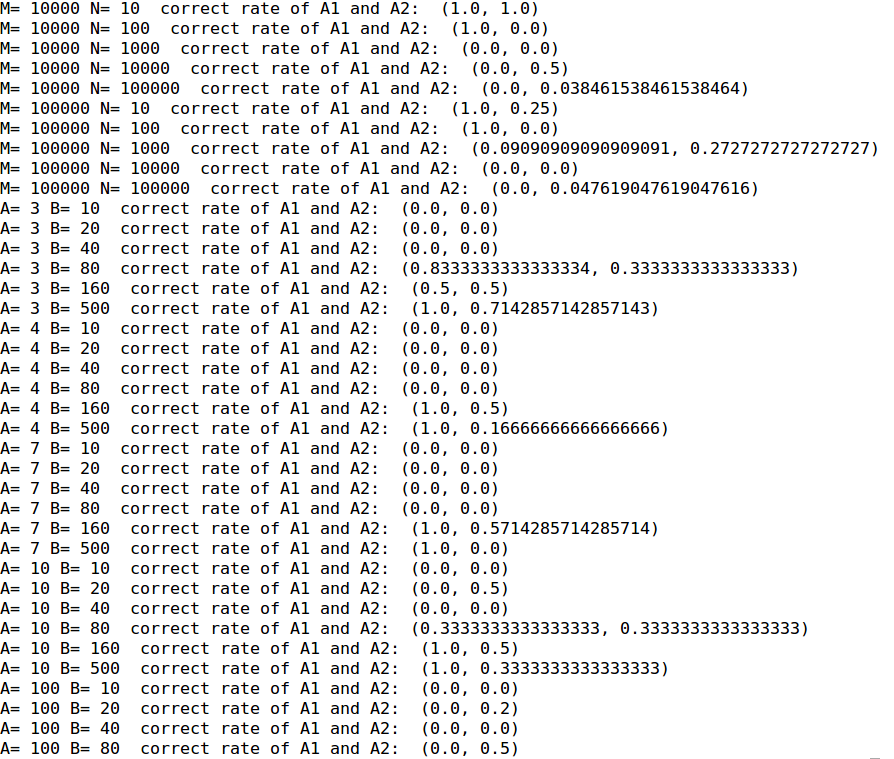 M= 10000 N= 10  correct rate of A1 and A2:  (1.0, 1.0)
M= 10000 N= 100  correct rate of A1 and A2:  (1.0, 0.0)
M= 10000 N= 1000  correct rate of A1 and A2:  (0.0, 0.0)
M= 10000 N= 10000  correct rate of A1 and A2:  (0.0, 0.5)
M= 10000 N= 100000  correct rate of A1 and A2:  (0.0, 0.038461538461538464)
M= 100000 N= 10  correct rate of A1 and A2:  (1.0, 0.25)
M= 100000 N= 100  correct rate of A1 and A2:  (1.0, 0.0)
M= 100000 N= 1000  correct rate of A1 and A2:  (0.09090909090909091, 0.2727272727272727)
M= 100000 N= 10000  correct rate of A1 and A2:  (0.0, 0.0)
M= 100000 N= 100000  correct rate of A1 and A2:  (0.0, 0.047619047619047616)
A= 3 B= 10  correct rate of A1 and A2:  (0.0, 0.0)
A= 3 B= 20  correct rate of A1 and A2:  (0.0, 0.0)
A= 3 B= 40  correct rate of A1 and A2:  (0.0, 0.0)
A= 3 B= 80  correct rate of A1 and A2:  (0.8333333333333334, 0.3333333333333333)
A= 3 B= 160  correct rate of A1 and A2:  (0.5, 0.5)
A= 3 B= 500  correct rate of A1 and A2:  (1.0, 0.7142857142857143)
A= 4 B= 10  correct rate of A1 and A2:  (0.0, 0.0)
A= 4 B= 20  correct rate of A1 and A2:  (0.0, 0.0)
A= 4 B= 40  correct rate of A1 and A2:  (0.0, 0.0)
A= 4 B= 80  correct rate of A1 and A2:  (0.0, 0.0)
A= 4 B= 160  correct rate of A1 and A2:  (1.0, 0.5)
A= 4 B= 500  correct rate of A1 and A2:  (1.0, 0.16666666666666666)
A= 7 B= 10  correct rate of A1 and A2:  (0.0, 0.0)
A= 7 B= 20  correct rate of A1 and A2:  (0.0, 0.0)
A= 7 B= 40  correct rate of A1 and A2:  (0.0, 0.0)
A= 7 B= 80  correct rate of A1 and A2:  (0.0, 0.0)
A= 7 B= 160  correct rate of A1 and A2:  (1.0, 0.5714285714285714)
A= 7 B= 500  correct rate of A1 and A2:  (1.0, 0.0)
A= 10 B= 10  correct rate of A1 and A2:  (0.0, 0.0)
A= 10 B= 20  correct rate of A1 and A2:  (0.0, 0.5)
A= 10 B= 40  correct rate of A1 and A2:  (0.0, 0.0)
A= 10 B= 80  correct rate of A1 and A2:  (0.3333333333333333, 0.3333333333333333)
A= 10 B= 160  correct rate of A1 and A2:  (1.0, 0.5)
A= 10 B= 500  correct rate of A1 and A2:  (1.0, 0.3333333333333333)
A= 100 B= 10  correct rate of A1 and A2:  (0.0, 0.0)
A= 100 B= 20  correct rate of A1 and A2:  (0.0, 0.2)
A= 100 B= 40  correct rate of A1 and A2:  (0.0, 0.0)
A= 100 B= 80  correct rate of A1 and A2:  (0.0, 0.5)